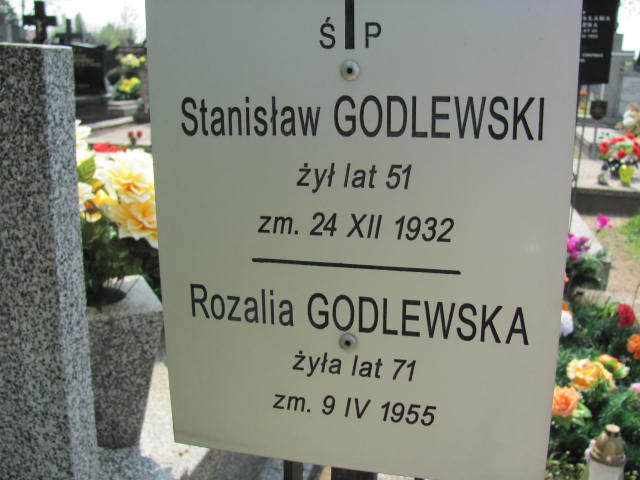 Ś P
Stanisław GODLEWSKI
żył lat 51
zm. 24 XII 1932
Rozalia GODLEWSKA
żyła lat 71
zm. 9 IV 1955